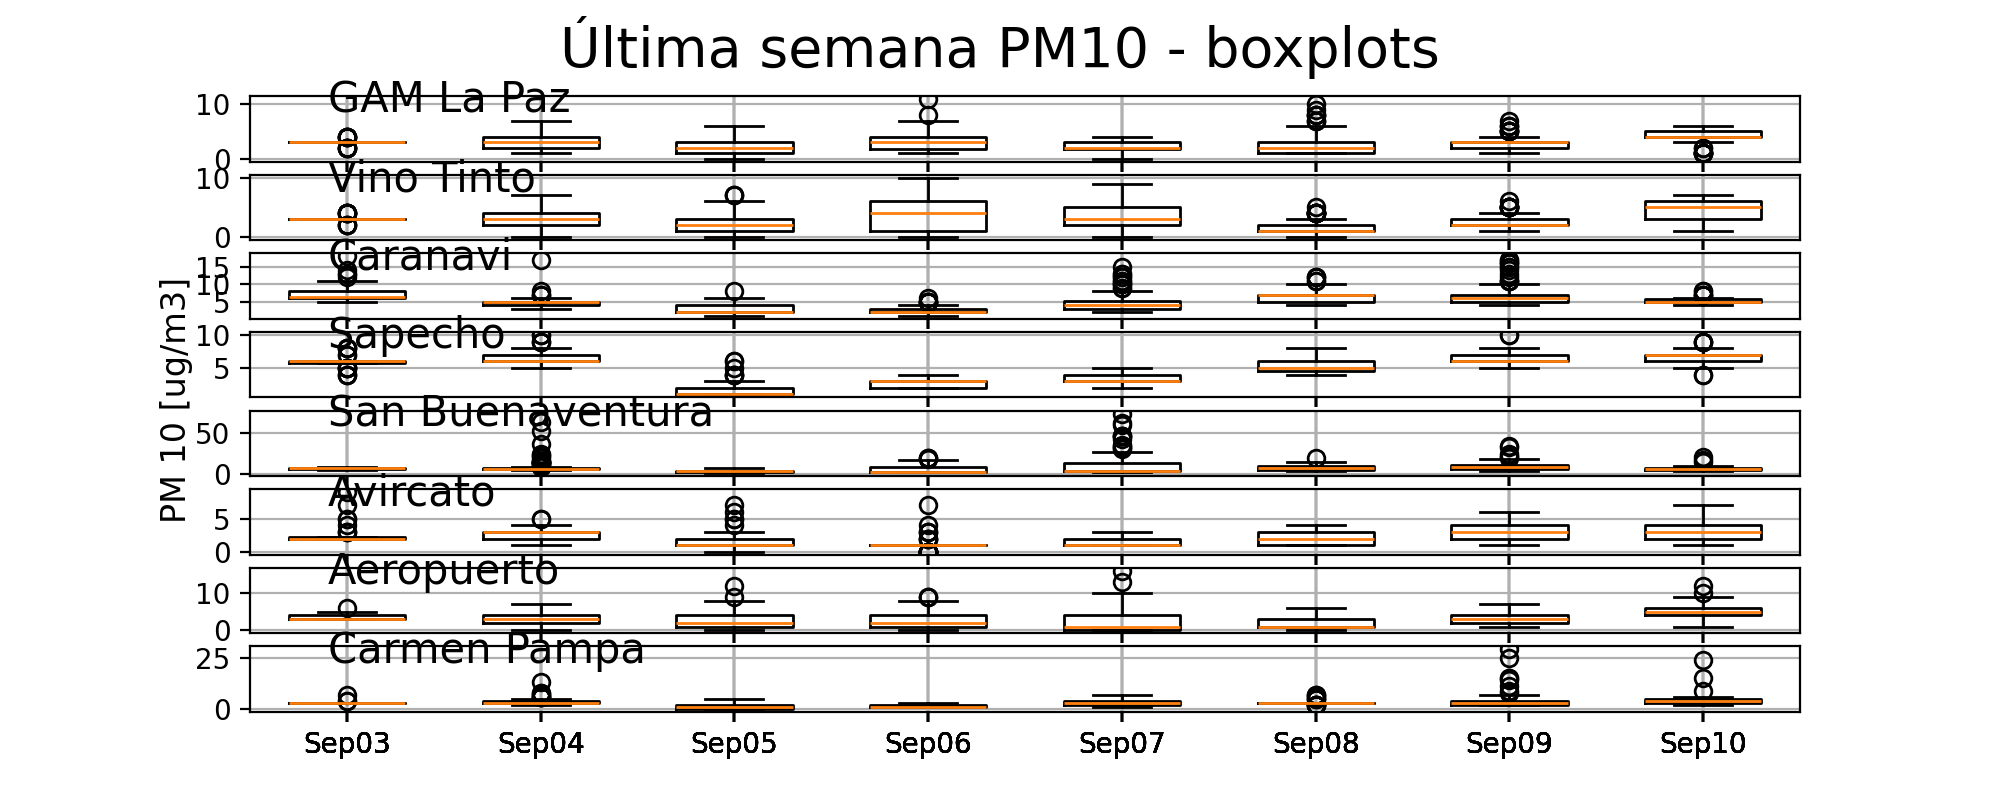 Última semana PM10 - boxplots
PM 10 [ug/m3]
GAM La Paz
10
0
Vino Tinto
10
0
Caranavi
15
10
5
Sapecho
10
5
San Buenaventura
50
0
Avircato
5
0
Aeropuerto
10
0
Carmen Pampa
25
0
Sep03 Sep04 Sep05 Sep06 Sep07 Sep08 Sep09 Sep10